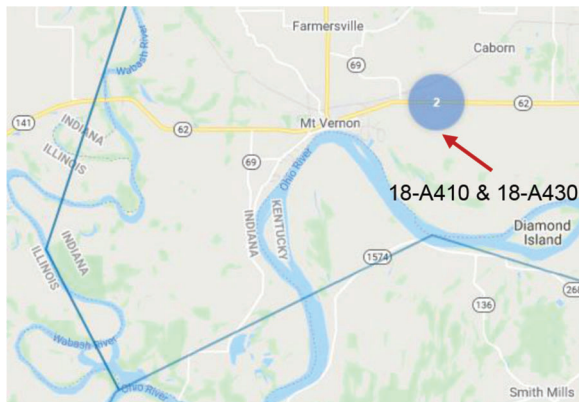 Farmersville
Wabash River
69
Caborn
2
141
INDIANA
62
Mt Vernon
62
ILLINOIS
69
Ohio River
18-A410 & 18-A430
KENTUCKY
INDIANA
Diamond
Island
INDIANA
ILLINOIS
1574
268
136
Wabash River
Ohio River
Smith Mills